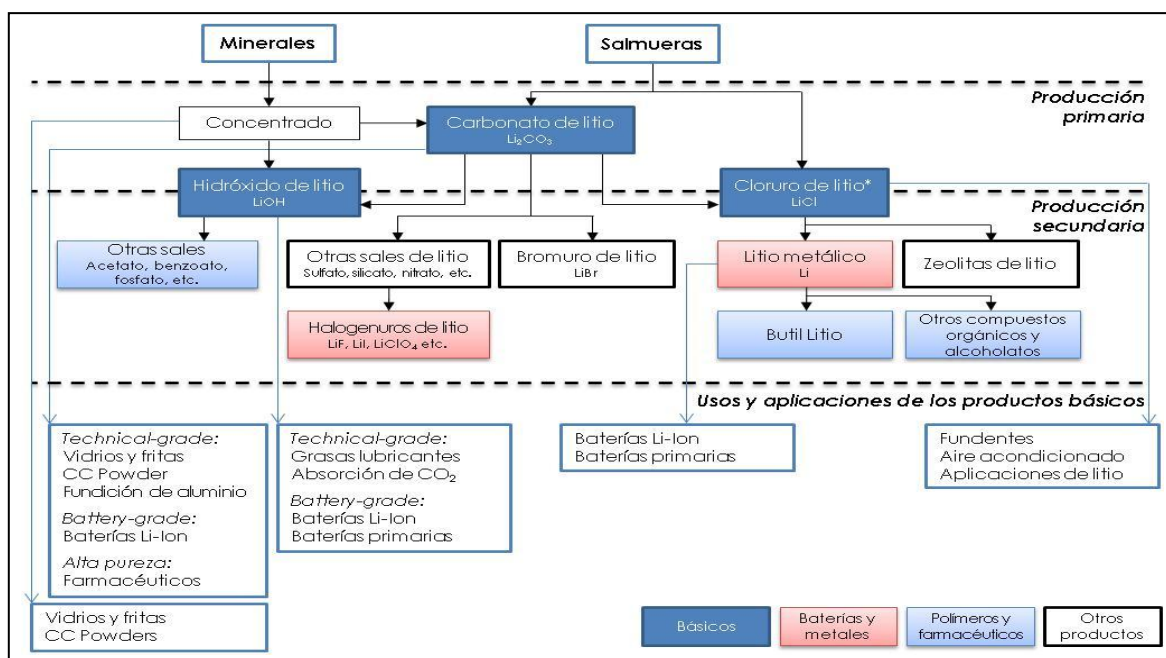 Minerales
Salmueras
Producción
primaria
Concentrado
Carbonato de litio
Li₂CO₃
Hidróxido de litio
LiOH
Cloruro de litio*
LiCl
Producción
secundaria
Otras sales
Acetato, benzoato,
fosfato, etc.
Otras sales de litio
Sulfato, silicato, nitrato, etc.
Bromuro de litio
LiBr
Litio metálico
Li
Zeolitas de litio
Halogenuros de litio
LiF, LiI, LiClO₄ etc.
Butil Litio
Otros compuestos
orgánicos y
alcoholatos
Usos y aplicaciones de los productos básicos
Technical-grade:
Vidrios y fritas
CC Powder
Fundición de aluminio
Battery-grade:
Baterías Li-Ion
Alta pureza:
Farmacéuticos
Technical-grade:
Grasas lubricantes
Absorción de CO₂
Battery-grade:
Baterías Li-Ion
Baterías primarias
Baterías Li-Ion
Baterías primarias
Fundentes
Aire acondicionado
Aplicaciones de litio
Vidrios y fritas
CC Powders
Básicos
Baterías y
metales
Polímeros y
farmacéuticos
Otros
productos